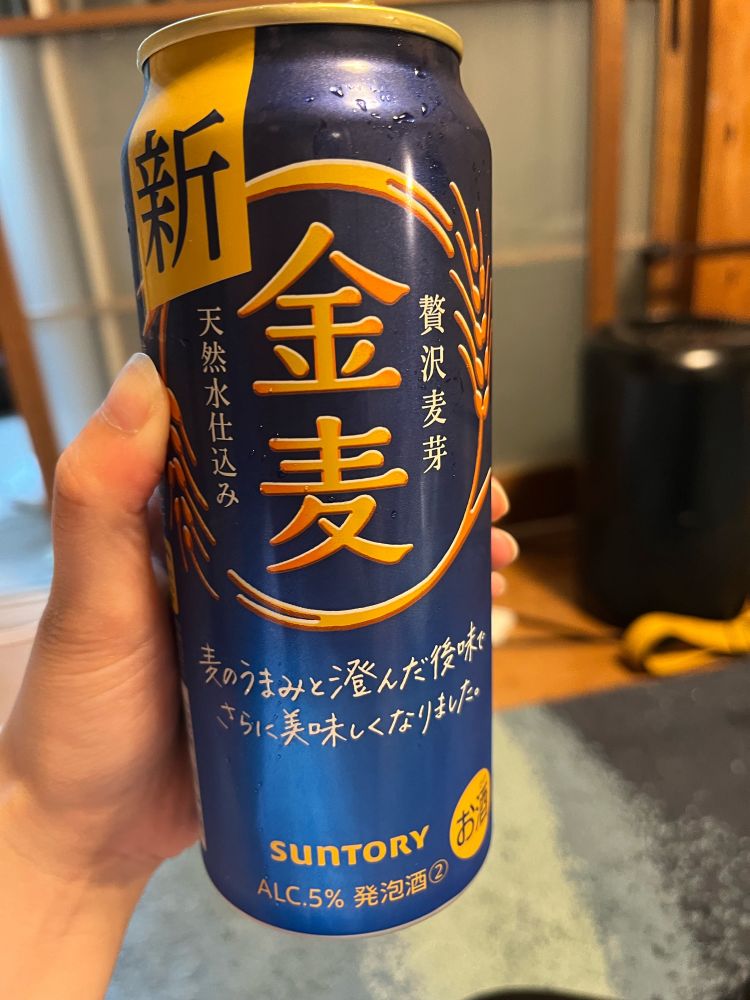 新
金麦
贅沢麦芽
天然水仕込み
麦のうまみと澄んだ後味で
さらに美味しくなりました。
お酒
SUNTORY
ALC.5% 発泡酒②